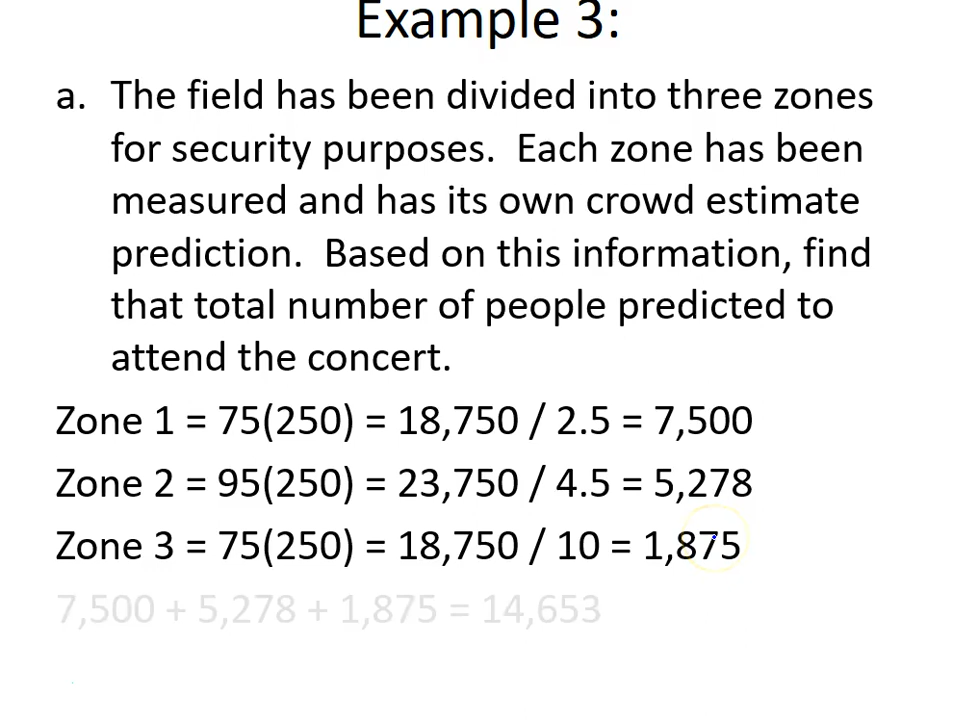 Example 3:
a. The field has been divided into three zones
for security purposes.  Each zone has been
measured and has its own crowd estimate
prediction.  Based on this information, find
that total number of people predicted to
attend the concert.
Zone 1 = 75(250) = 18,750 / 2.5 = 7,500
Zone 2 = 95(250) = 23,750 / 4.5 = 5,278
Zone 3 = 75(250) = 18,750 / 10 = 1,875
7,500 + 5,278 + 1,875 = 14,653